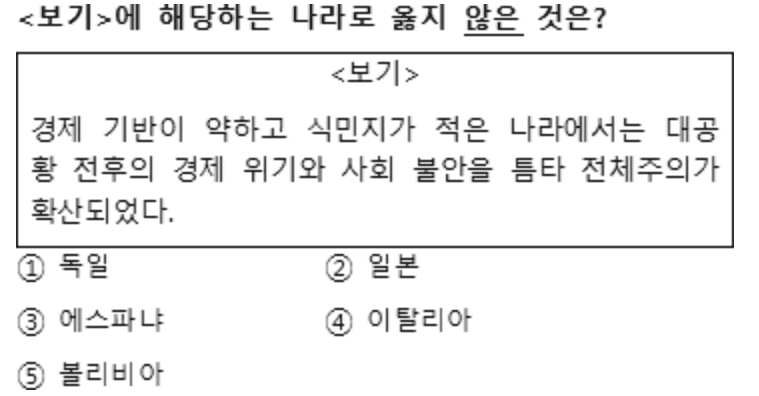 <보기>에 해당하는 나라로 옳지 않은 것은?
<보기>
경제 기반이 약하고 식민지가 적은 나라에서는 대공
황 전후의 경제 위기와 사회 불안을 틈타 전체주의가
확산되었다.
① 독일 ② 일본
③ 에스파냐 ④ 이탈리아
⑤ 볼리비아